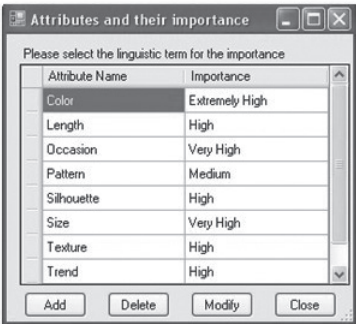 Attributes and their importance
Please select the linguistic term for the importance
Attribute Name Importance
Color Extremely High
Length High
Occasion Very High
Pattern Medium
Silhouette High
Size Very High
Texture High
Trend High
Add Delete Modify Close